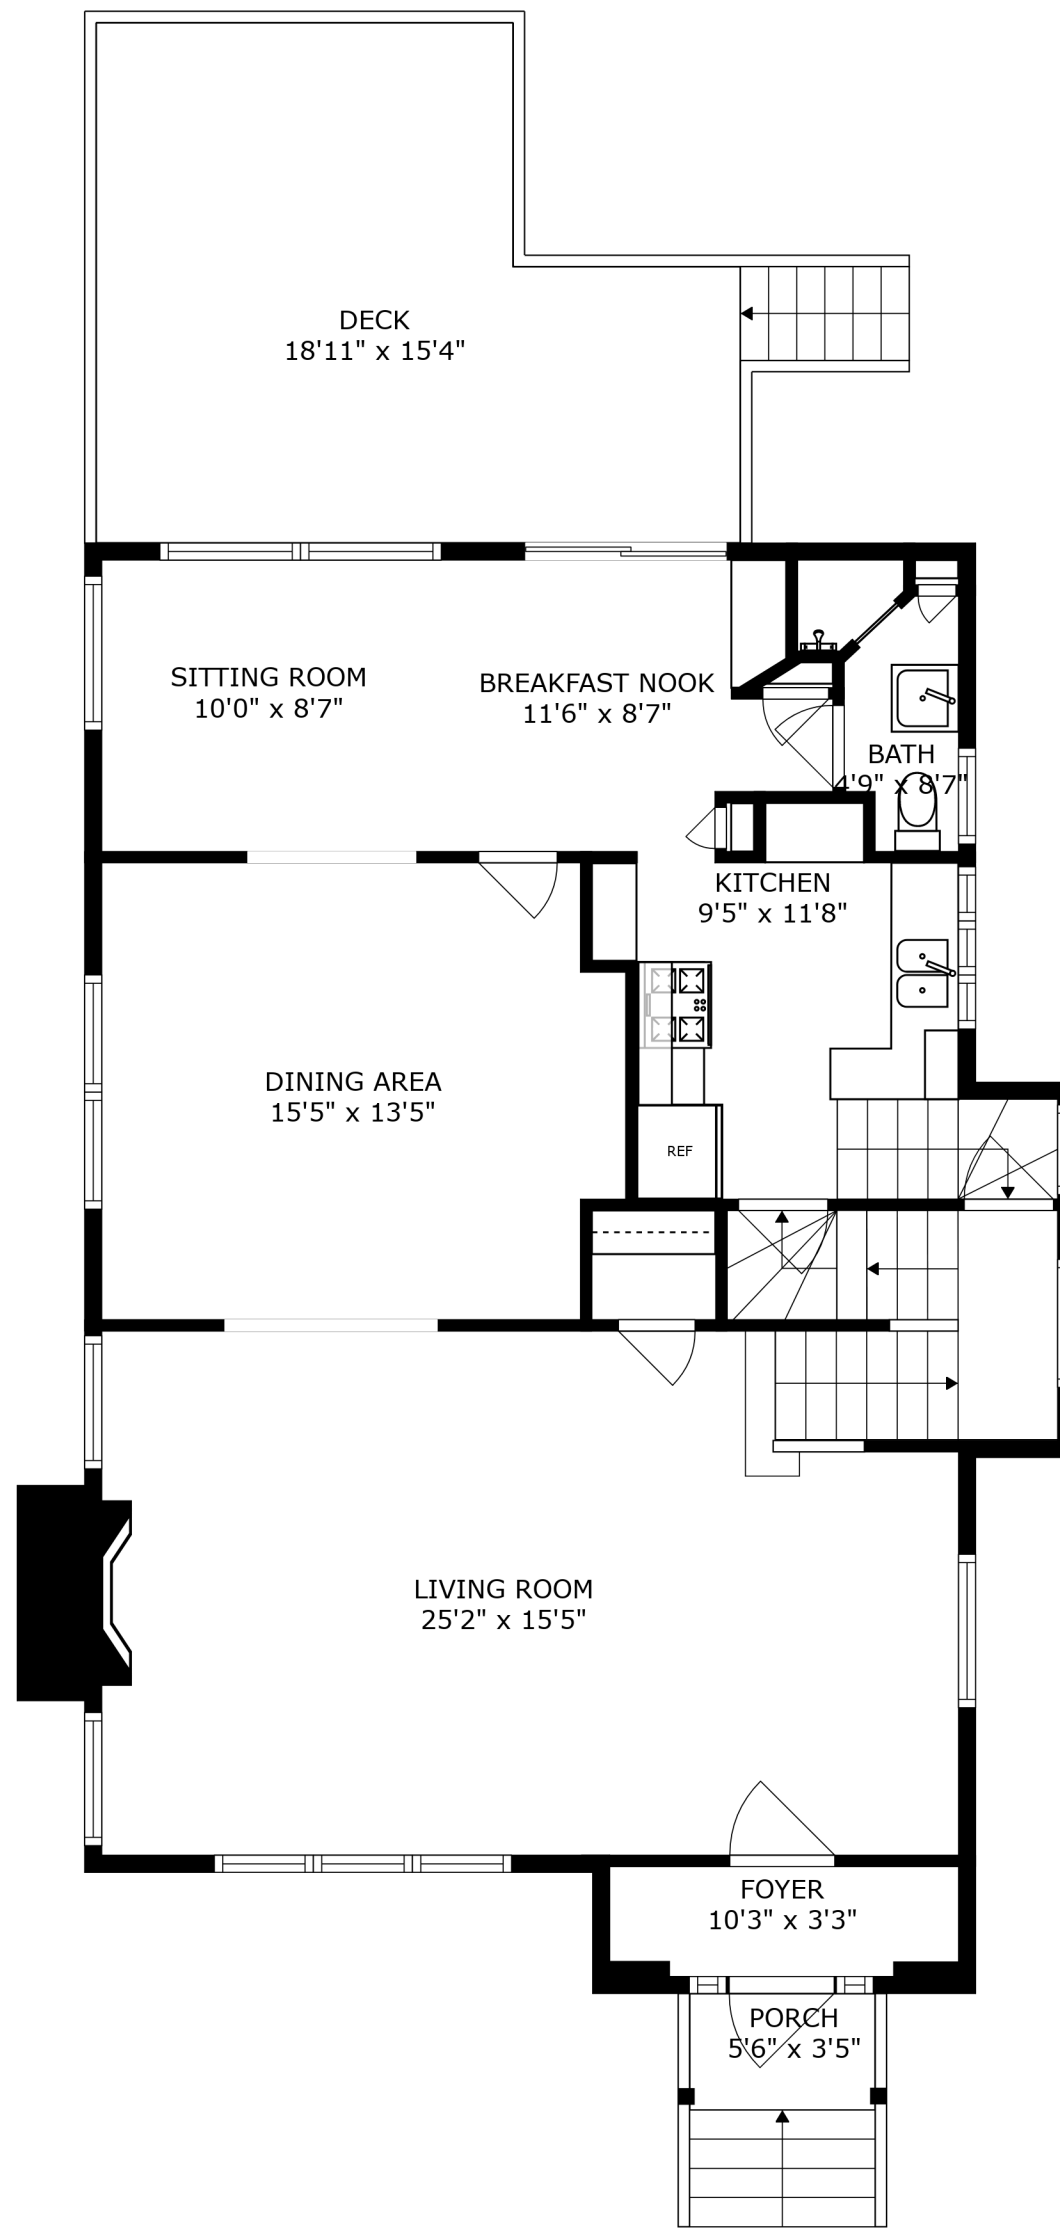 DECK
18'11" x 15'4"
SITTING ROOM
10'0" x 8'7"
BREAKFAST NOOK
11'6" x 8'7"
BATH
4'9" x 8'7"
KITCHEN
9'5" x 11'8"
DINING AREA
15'5" x 13'5"
REF
LIVING ROOM
25'2" x 15'5"
FOYER
10'3" x 3'3"
PORCH
5'6" x 3'5"